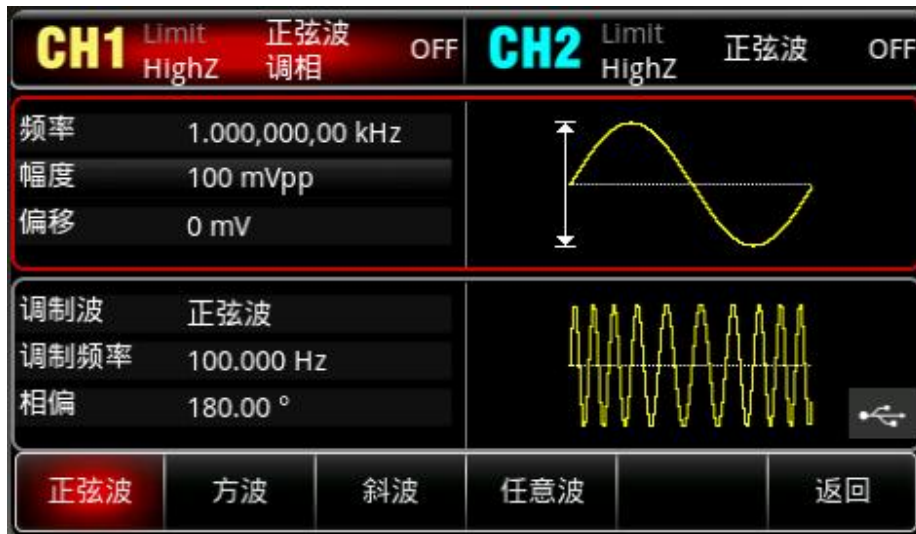 CH1 Limit 正弦波 OFF CH2 Limit 正弦波 OFF
HighZ 调相 HighZ
频率 1.000,000,00 kHz
幅度 100 mVpp
偏移 0 mV
调制波 正弦波
调制频率 100.000 Hz
相偏 180.00 °
正弦波 方波 斜波 任意波 返回